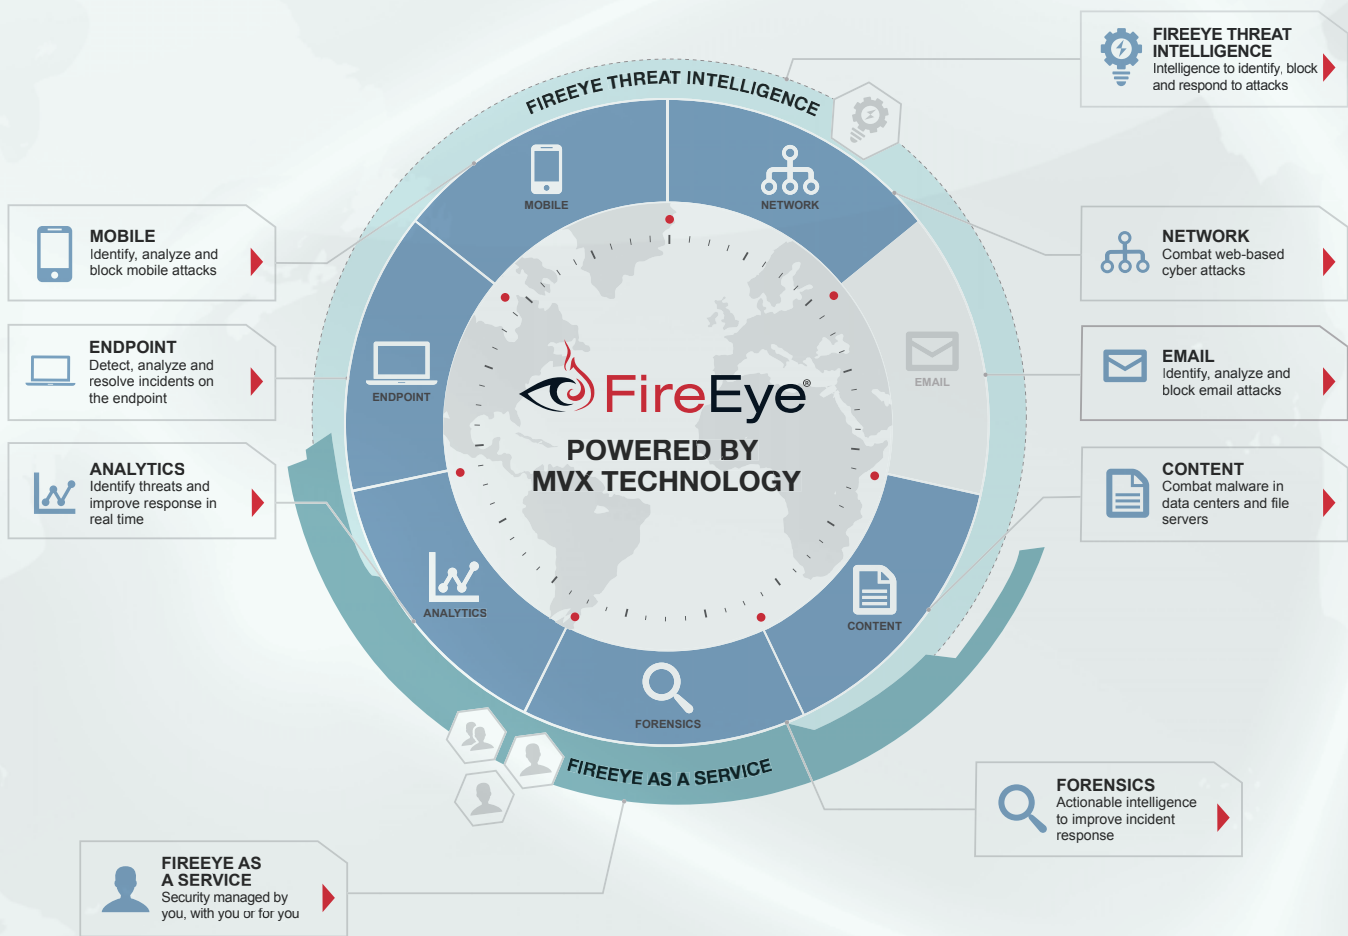 FIREEYE THREAT
INTELLIGENCE
Intelligence to identify, block
and respond to attacks
FIREEYE THREAT INTELLIGENCE
MOBILE
NETWORK
MOBILE
Identify, analyze and
block mobile attacks
NETWORK
Combat web-based
cyber attacks
ENDPOINT
Detect, analyze and
resolve incidents on
the endpoint
ENDPOINT
EMAIL
EMAIL
Identify, analyze and
block email attacks
FireEye®
POWERED BY
MVX TECHNOLOGY
ANALYTICS
Identify threats and
improve response in
real time
CONTENT
Combat malware in
data centers and file
servers
ANALYTICS
CONTENT
FORENSICS
FIREEYE AS A SERVICE
FORENSICS
Actionable intelligence
to improve incident
response
FIREEYE AS
A SERVICE
Security managed by
you, with you or for you